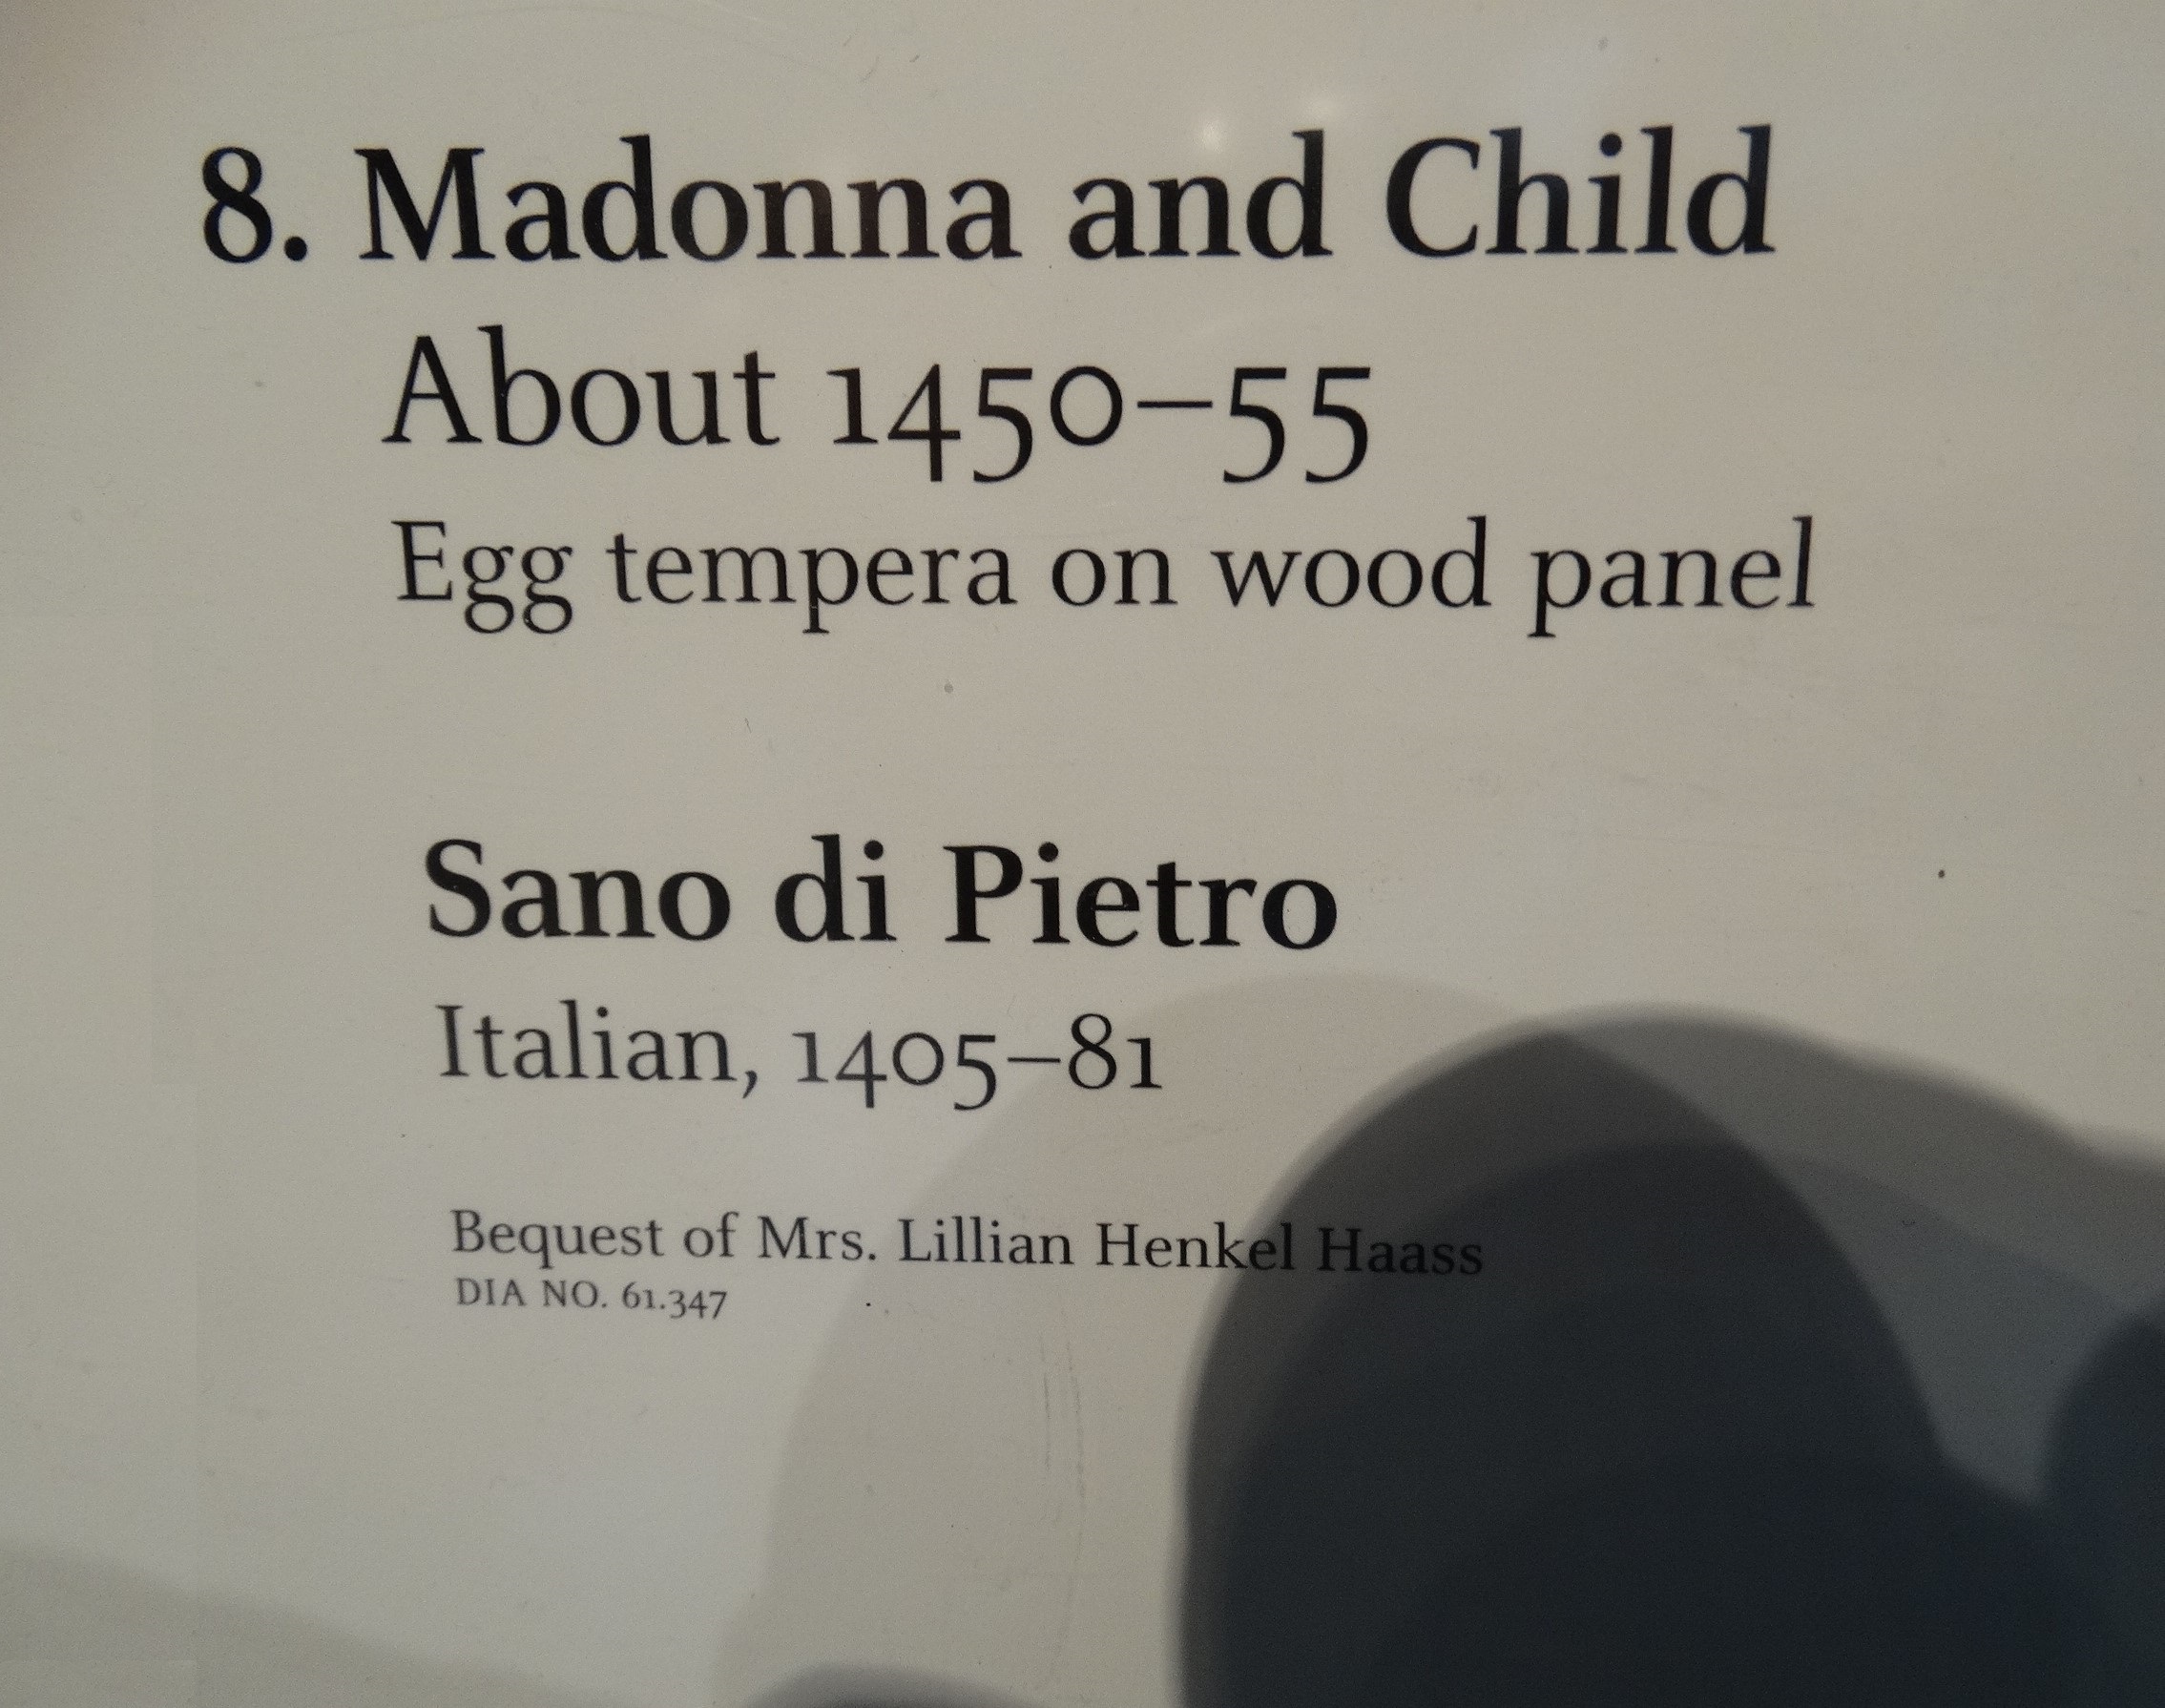 8. Madonna and Child
About 1450–55
Egg tempera on wood panel
Sano di Pietro
Italian, 1405–81
Bequest of Mrs. Lillian Henkel Haass
DIA NO. 61.347